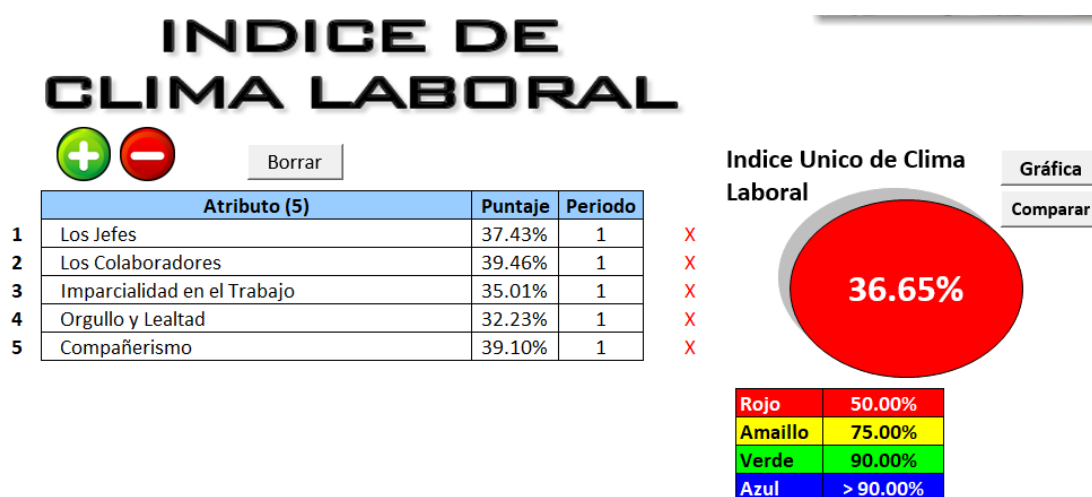 INDICE DE
CLIMA LABORAL
Borrar
Indice Unico de Clima
Laboral
Gráfica
Comparar
Atributo (5) Puntaje Periodo
1 Los Jefes 37.43% 1 X
2 Los Colaboradores 39.46% 1 X
3 Imparcialidad en el Trabajo 35.01% 1 X
4 Orgullo y Lealtad 32.23% 1 X
5 Compañerismo 39.10% 1 X
36.65%
Rojo 50.00%
Amaillo 75.00%
Verde 90.00%
Azul > 90.00%